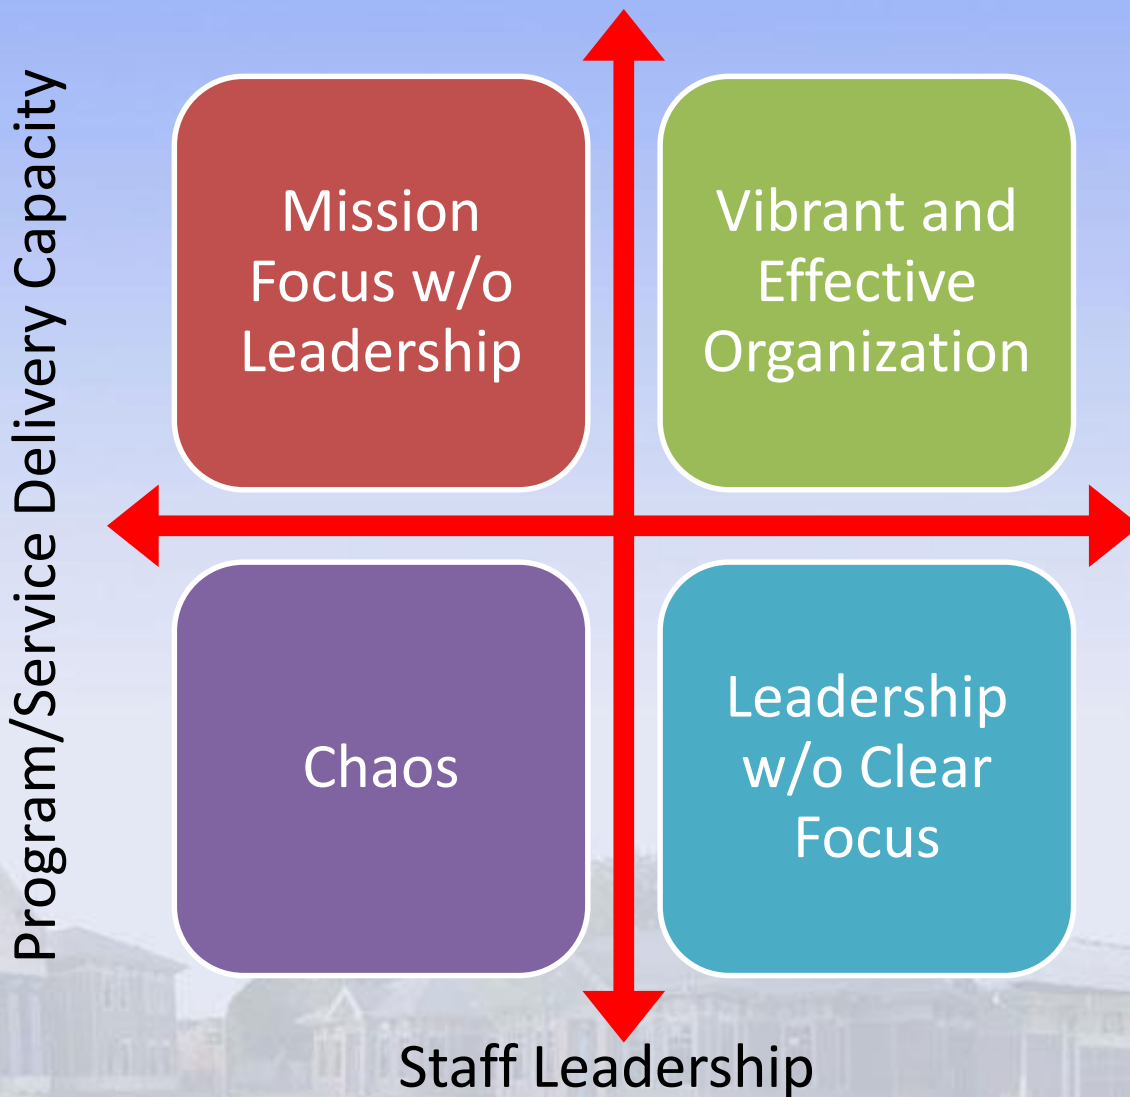 Program/Service Delivery Capacity
Mission
Focus w/o
Leadership
Vibrant and
Effective
Organization
Chaos
Leadership
w/o Clear
Focus
Staff Leadership